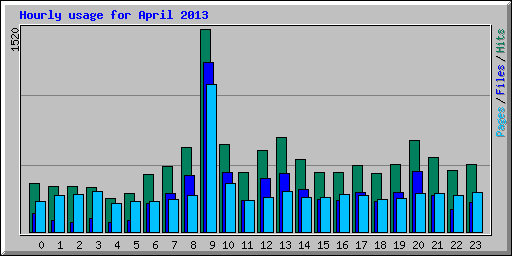 Hourly usage for April 2013
1520
Pages / Files / Hits
0 1 2 3 4 5 6 7 8 9 10 11 12 13 14 15 16 17 18 19 20 21 22 23